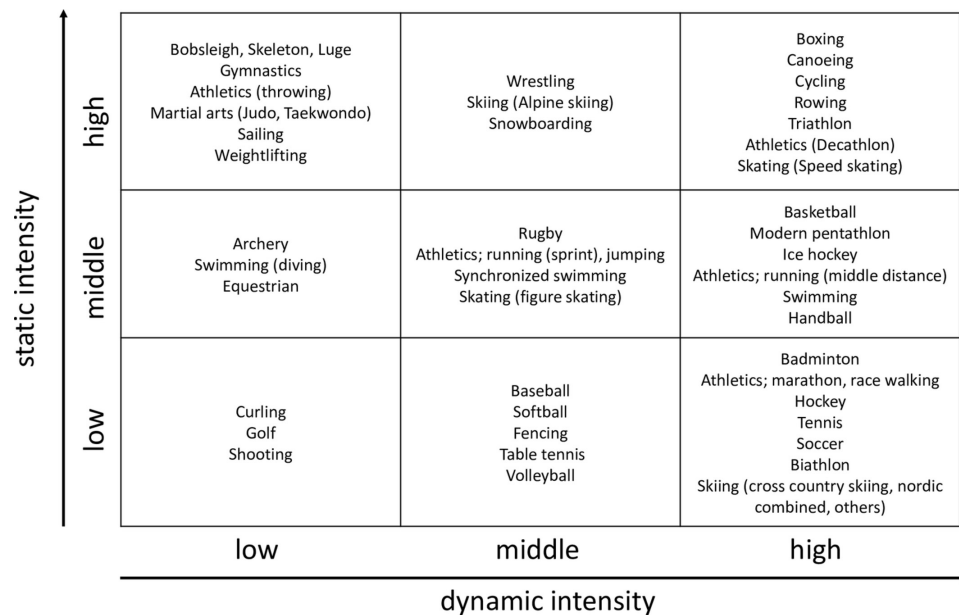 static intensity
high
Bobsleigh, Skeleton, Luge
Gymnastics
Athletics (throwing)
Martial arts (Judo, Taekwondo)
Sailing
Weightlifting
Wrestling
Skiing (Alpine skiing)
Snowboarding
Boxing
Canoeing
Cycling
Rowing
Triathlon
Athletics (Decathlon)
Skating (Speed skating)
middle
Archery
Swimming (diving)
Equestrian
Rugby
Athletics; running (sprint), jumping
Synchronized swimming
Skating (figure skating)
Basketball
Modern pentathlon
Ice hockey
Athletics; running (middle distance)
Swimming
Handball
low
Curling
Golf
Shooting
Baseball
Softball
Fencing
Table tennis
Volleyball
Badminton
Athletics; marathon, race walking
Hockey
Tennis
Soccer
Biathlon
Skiing (cross country skiing, nordic
combined, others)
low
middle
high
dynamic intensity